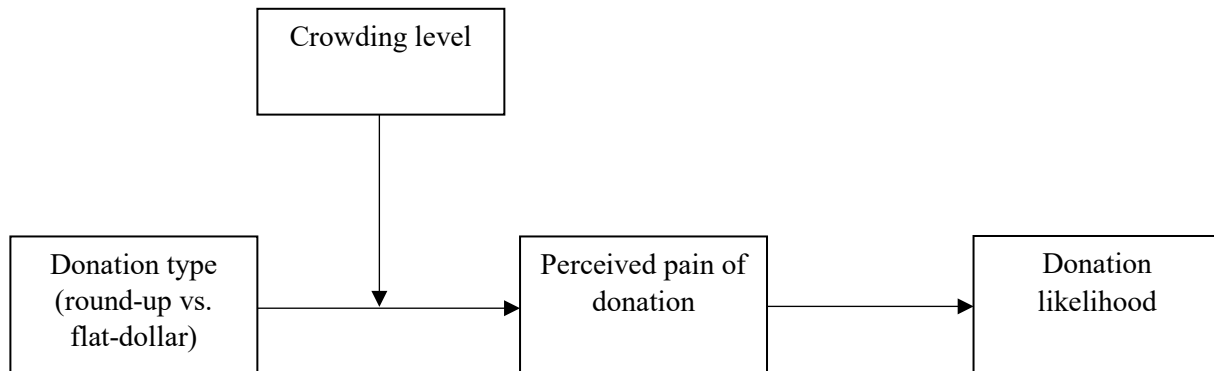 Crowding level
Donation type
(round-up vs.
flat-dollar)
Perceived pain of
donation
Donation
likelihood